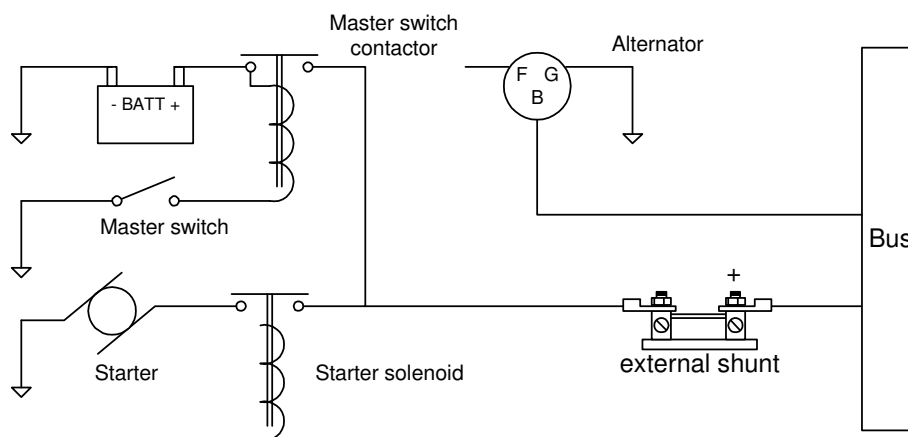 Master switch
contactor
Alternator
F G
B
- BATT +
Master switch
Bus
+
external shunt
Starter
Starter solenoid